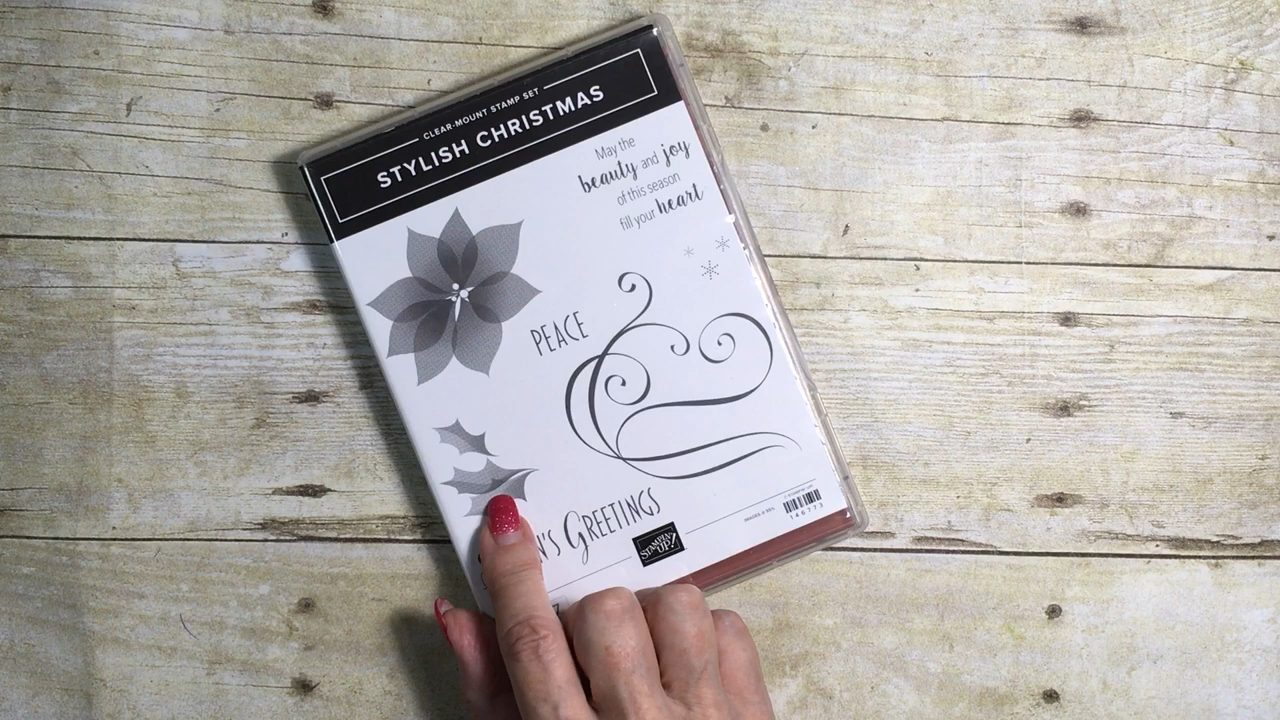 CLEAR-MOUNT STAMP SET
STYLISH CHRISTMAS
May the
beauty and joy
of this season
fill your heart
PEACE
N'S GREETINGS
STAMPIN' UP!
146773